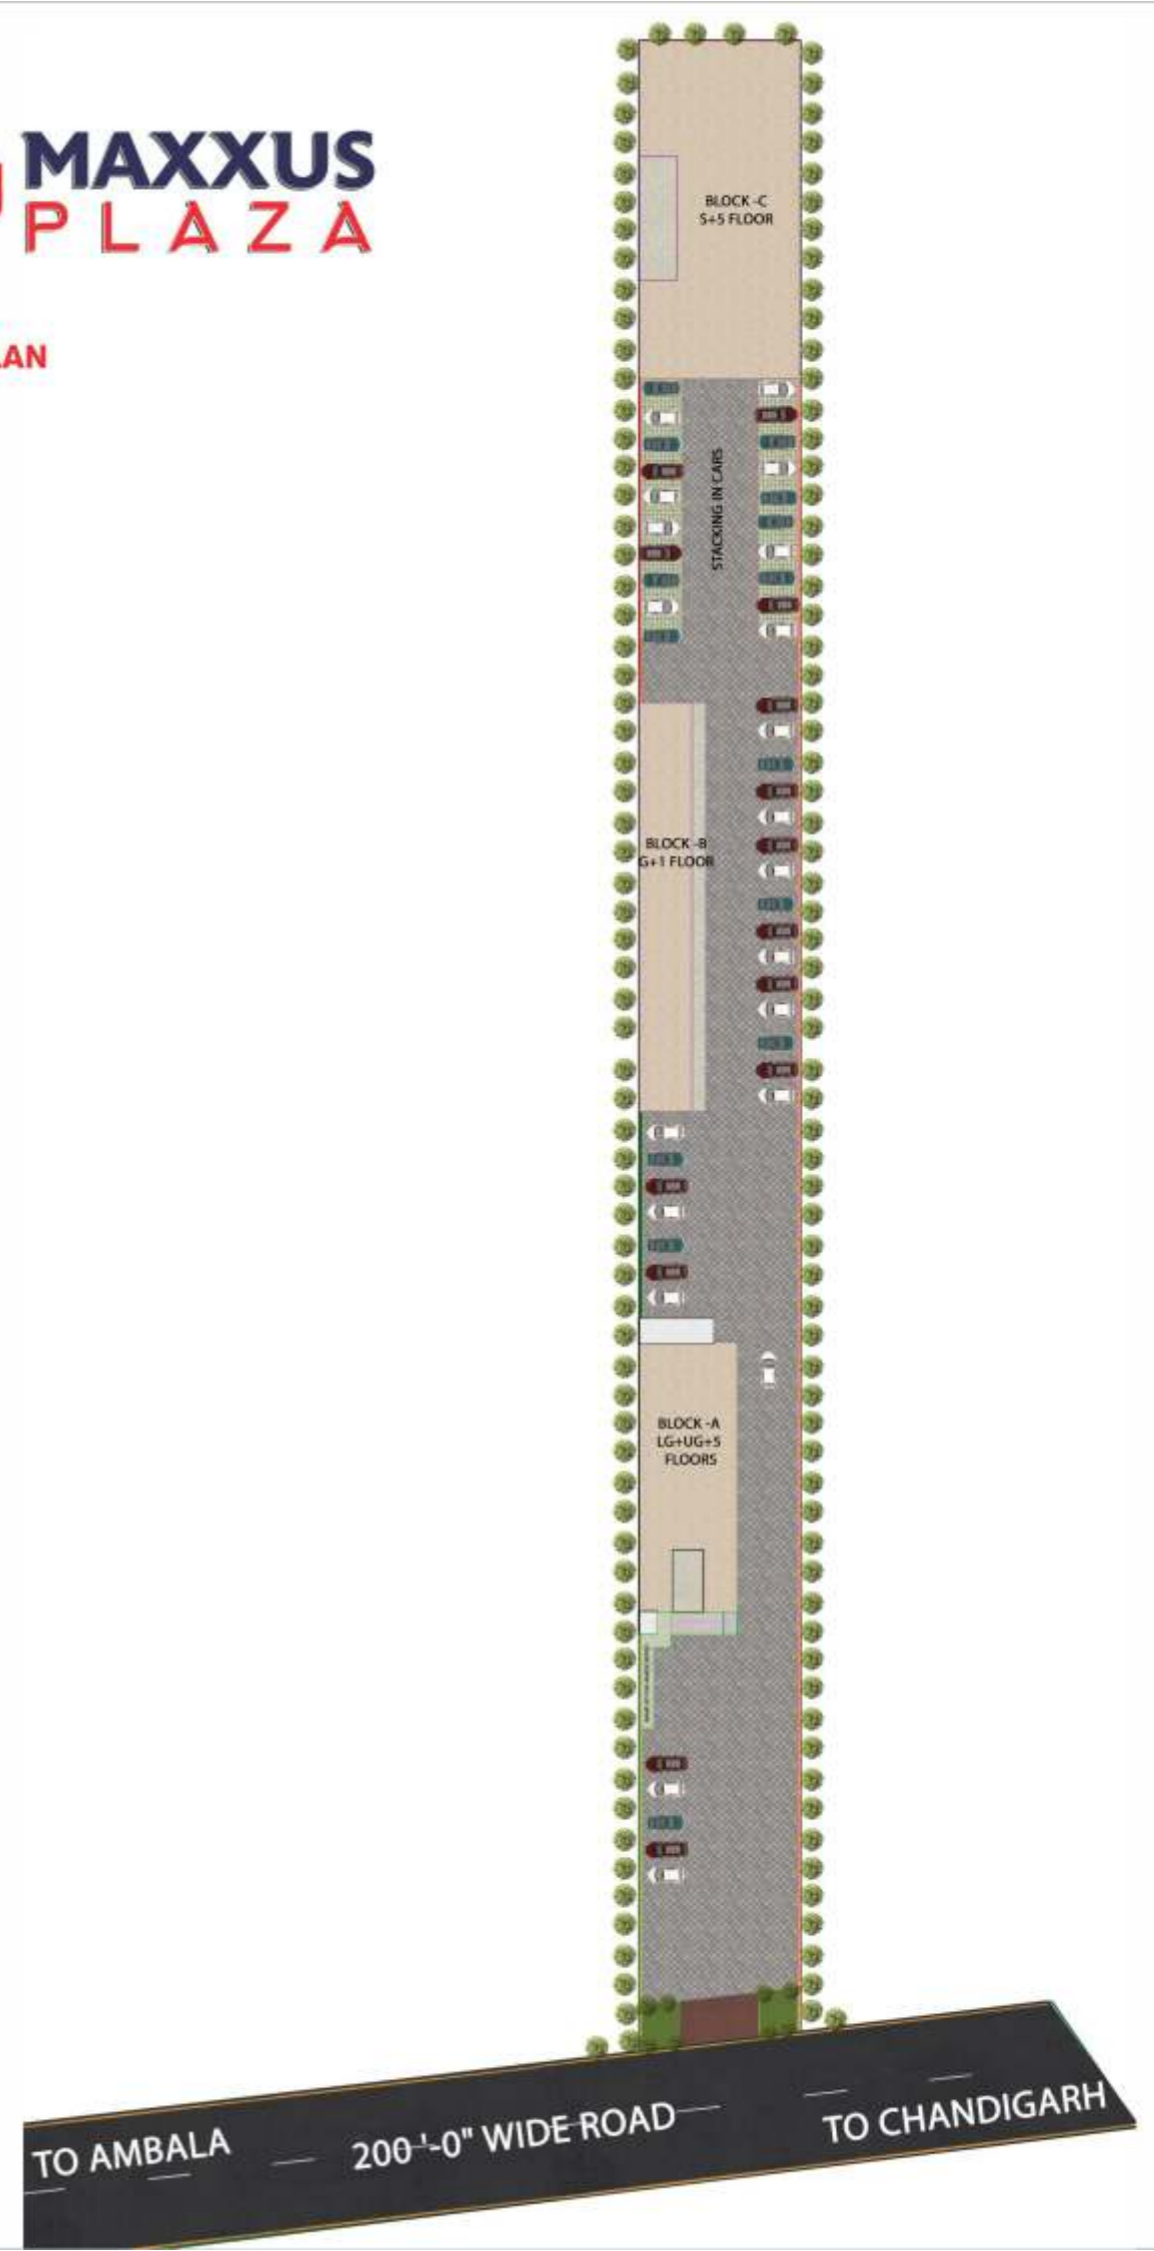 MAXXUS
PLAZA
BLOCK -C
S+5 FLOOR
STACKING IN CARS
BLOCK -B
G+1 FLOOR
BLOCK -A
LG+UG+5
FLOORS
TO AMBALA
200'-0" WIDE ROAD
TO CHANDIGARH